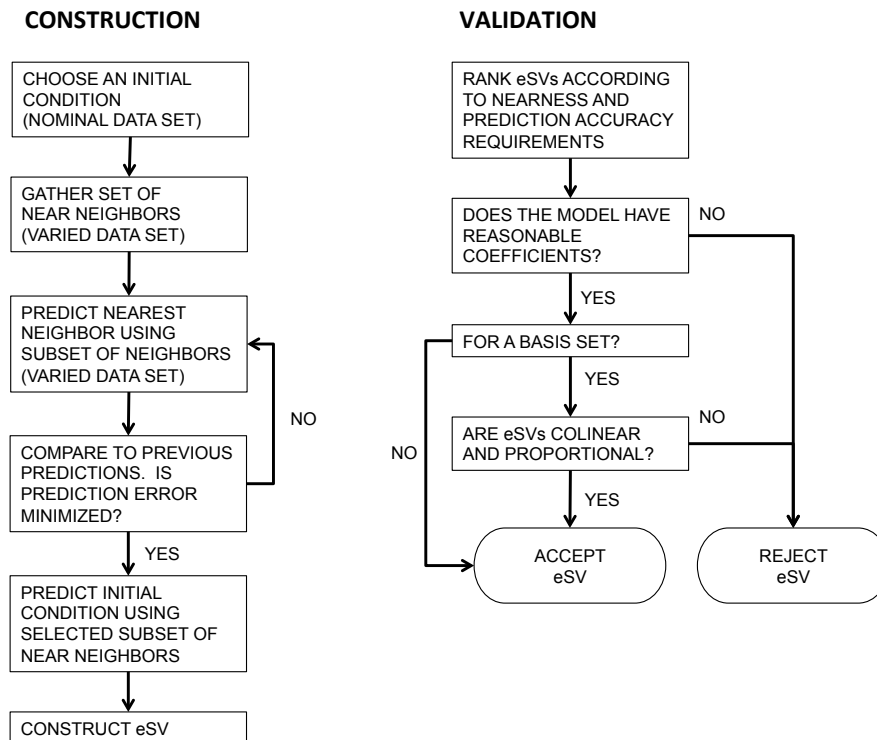 CONSTRUCTION
CHOOSE AN INITIAL
CONDITION
(NOMINAL DATA SET)
GATHER SET OF
NEAR NEIGHBORS
(VARIED DATA SET)
PREDICT NEAREST
NEIGHBOR USING
SUBSET OF NEIGHBORS
(VARIED DATA SET)
NO
COMPARE TO PREVIOUS
PREDICTIONS.  IS
PREDICTION ERROR
MINIMIZED?
YES
PREDICT INITIAL
CONDITION USING
SELECTED SUBSET OF
NEAR NEIGHBORS
CONSTRUCT eSV
VALIDATION
RANK eSVs ACCORDING
TO NEARNESS AND
PREDICTION ACCURACY
REQUIREMENTS
DOES THE MODEL HAVE
REASONABLE
COEFFICIENTS?
NO
YES
FOR A BASIS SET?
YES
NO
ARE eSVs COLINEAR
AND PROPORTIONAL?
NO
YES
ACCEPT
eSV
REJECT
eSV